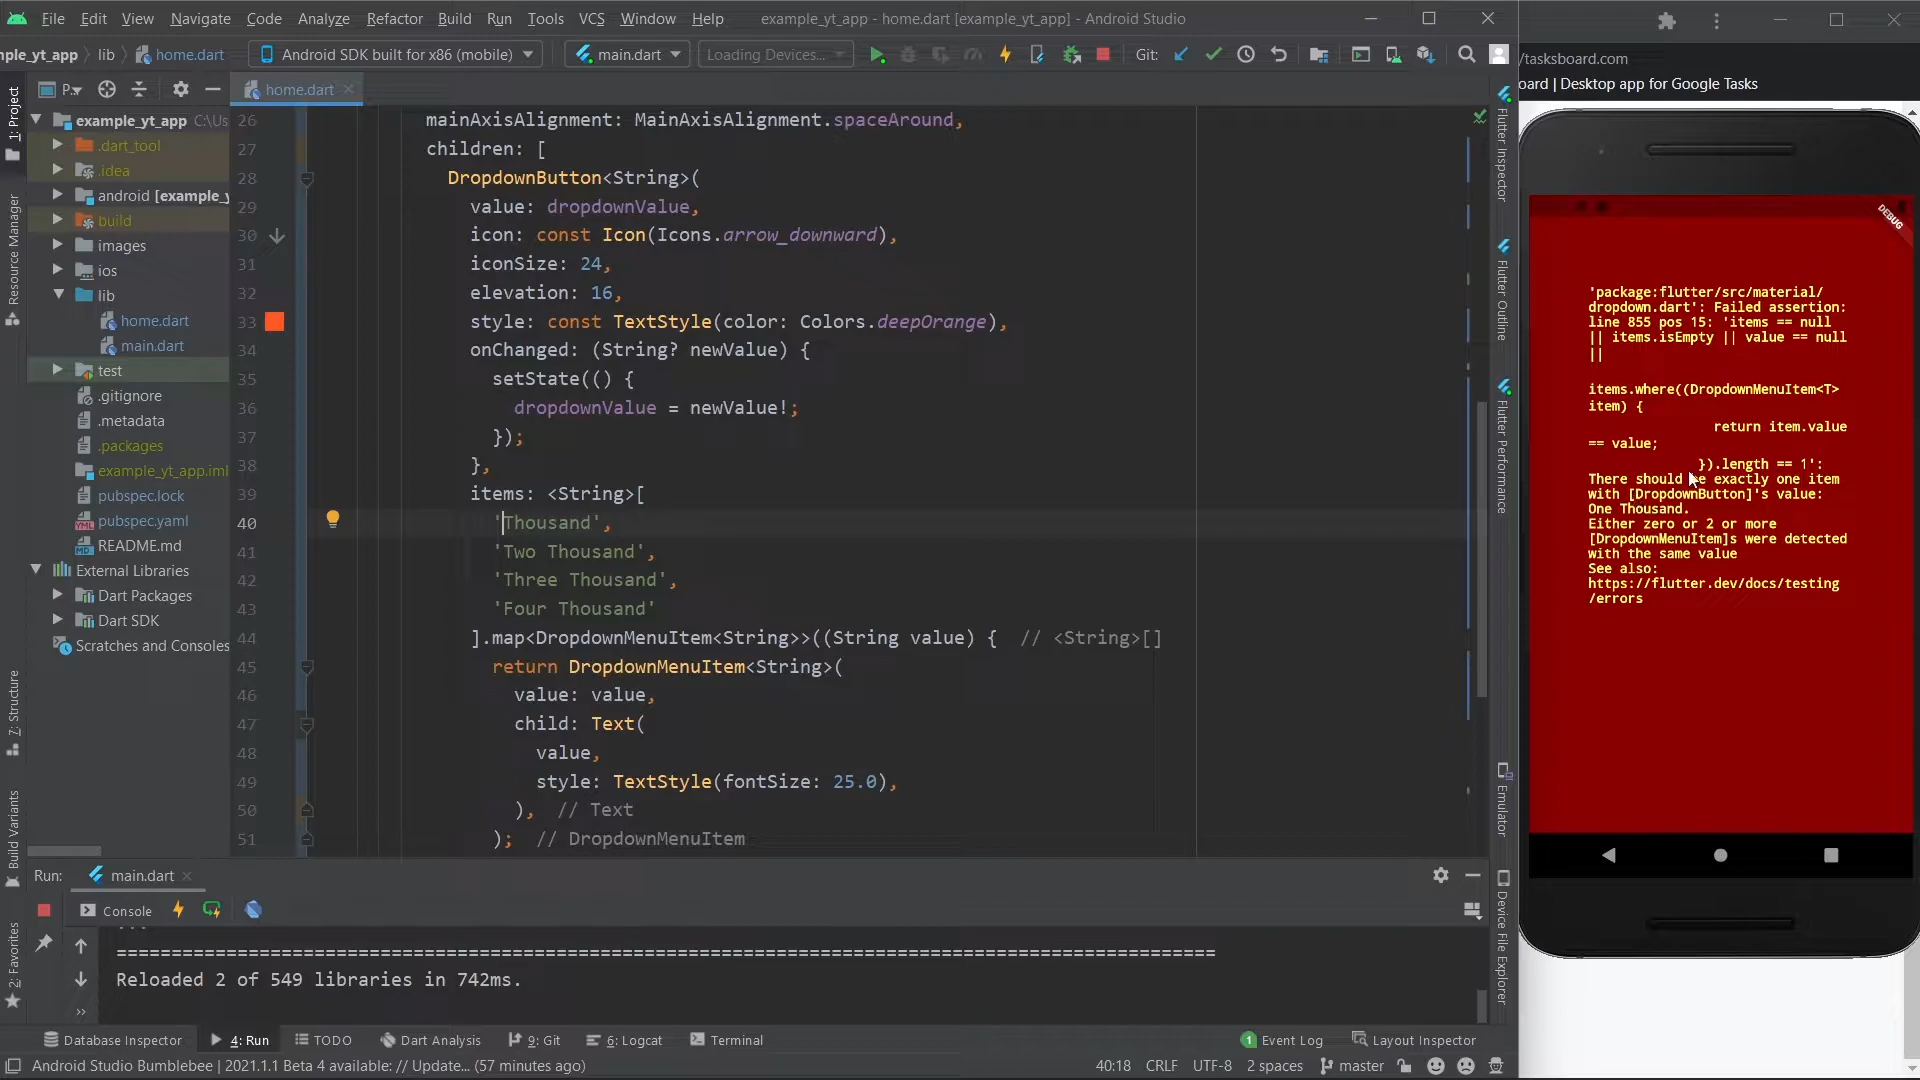 File Edit View Navigate Code Analyze Refactor Build Run Tools VCS Window Help example_yt_app - home.dart [example_yt_app] - Android Studio
mple_yt_app lib home.dart Android SDK built for x86 (mobile) main.dart Loading Devices... Git:
/tasksboard.com
oard | Desktop app for Google Tasks
1: Project
Resource Manager
7: Structure
Build Variants
2: Favorites
P..
example_yt_app C:\Us
.dart_tool
.idea
android [example_y
build
images
ios
lib
home.dart
main.dart
test
.gitignore
.metadata
.packages
example_yt_app.iml
pubspec.lock
pubspec.yaml
README.md
External Libraries
Dart Packages
Dart SDK
Scratches and Consoles
home.dart
26 mainAxisAlignment: MainAxisAlignment.spaceAround,
27 children: [
28 DropdownButton<String>(
29 value: dropdownValue,
30 icon: const Icon(Icons.arrow_downward),
31 iconSize: 24,
32 elevation: 16,
33 style: const TextStyle(color: Colors.deepOrange),
34 onChanged: (String? newValue) {
35 setState(() {
36 dropdownValue = newValue!;
37 });
38 },
39 items: <String>[
40 'Thousand',
41 'Two Thousand',
42 'Three Thousand',
43 'Four Thousand'
44 ].map<DropdownMenuItem<String>>((String value) { // <String>[]
45 return DropdownMenuItem<String>(
46 value: value,
47 child: Text(
48 value,
49 style: TextStyle(fontSize: 25.0),
50 ), // Text
51 ); // DropdownMenuItem
Flutter Inspector
Flutter Outline
Flutter Performance
Emulator
Device File Explorer
DEBUG
'package:flutter/src/material/
dropdown.dart': Failed assertion:
line 855 pos 15: 'items == null
|| items.isEmpty || value == null
||
items.where((DropdownMenuItem<T>
item) {
return item.value
== value;
}).length == 1':
There should be exactly one item
with [DropdownButton]'s value:
One Thousand.
Either zero or 2 or more
[DropdownMenuItem]s were detected
with the same value
See also:
https://flutter.dev/docs/testing
/errors
Run: main.dart
Console
====================================================================================================
Reloaded 2 of 549 libraries in 742ms.
Database Inspector 4: Run TODO Dart Analysis 9: Git 6: Logcat Terminal 1 Event Log Layout Inspector
Android Studio Bumblebee | 2021.1.1 Beta 4 available: // Update... (57 minutes ago) 40:18 CRLF UTF-8 2 spaces master